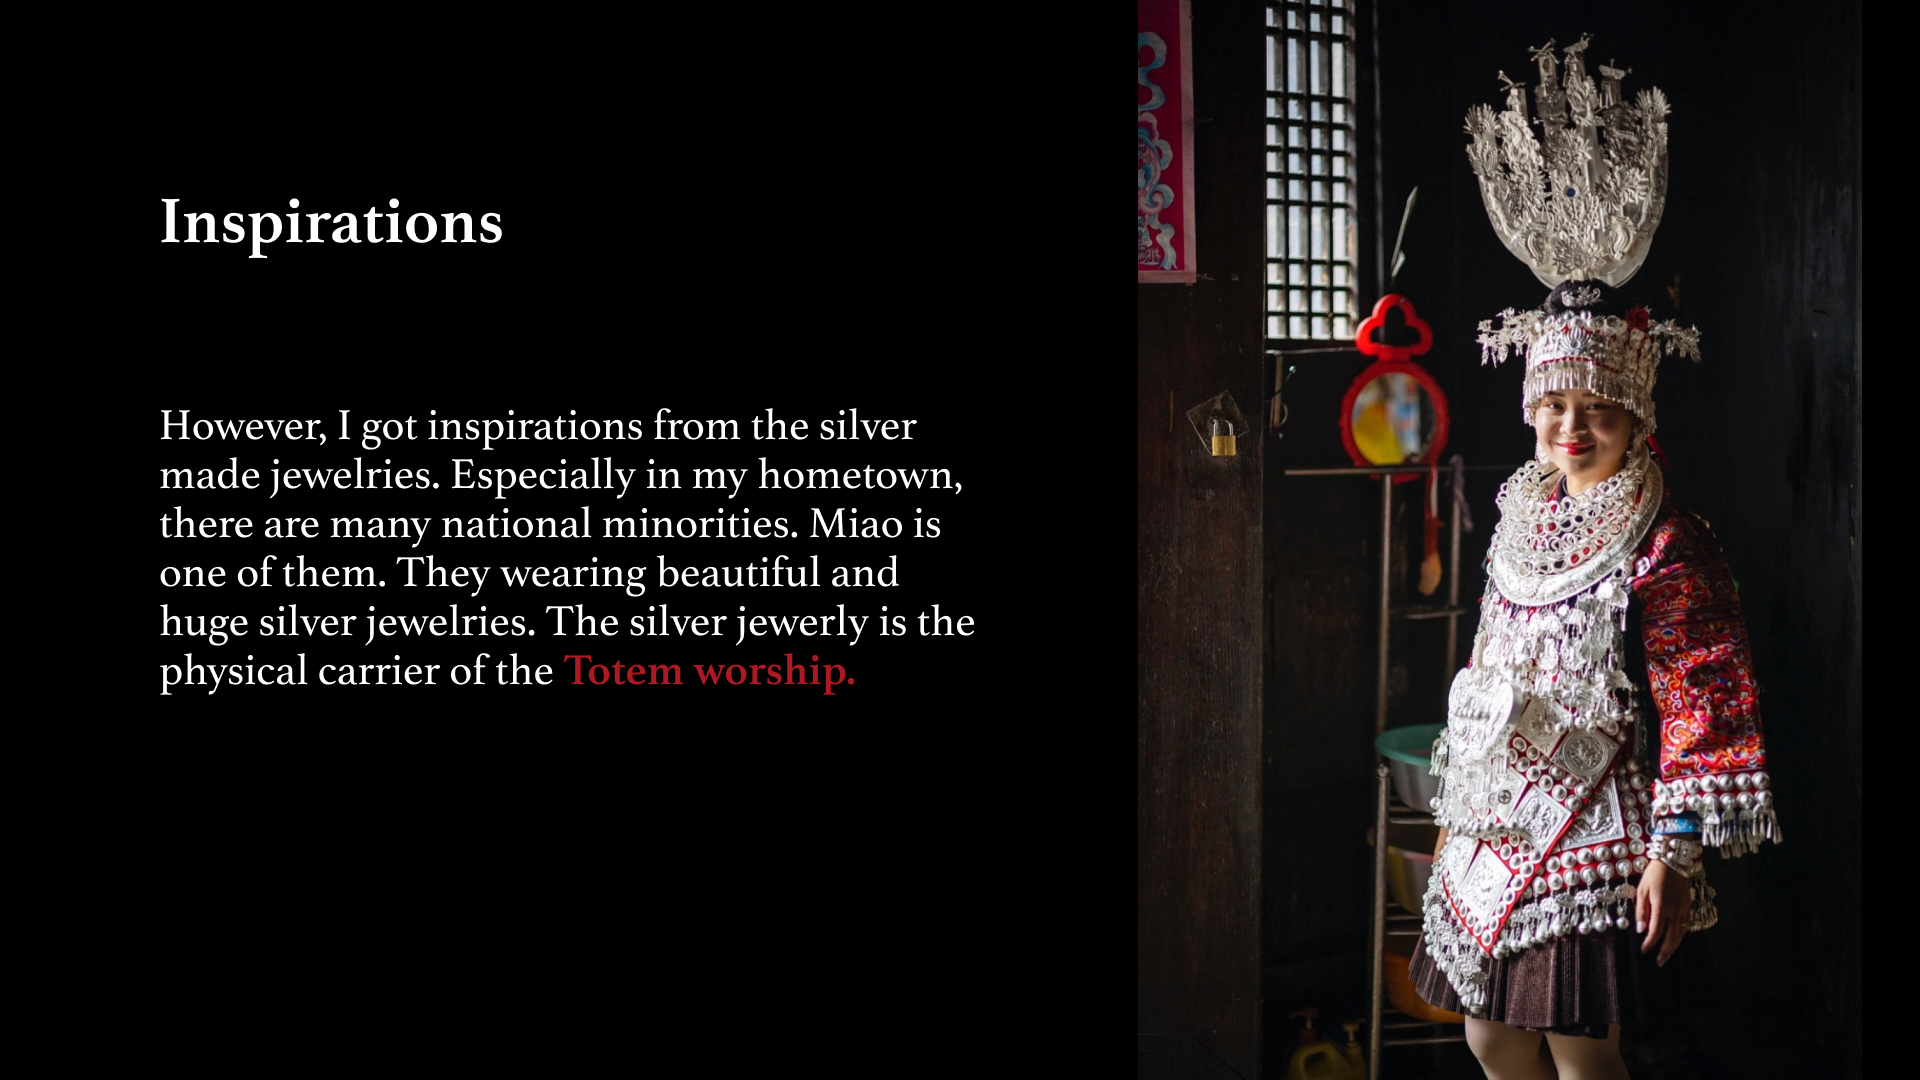 Inspirations
However, I got inspirations from the silver
made jewelries. Especially in my hometown,
there are many national minorities. Miao is
one of them. They wearing beautiful and
huge silver jewelries. The silver jewerly is the
physical carrier of the Totem worship.